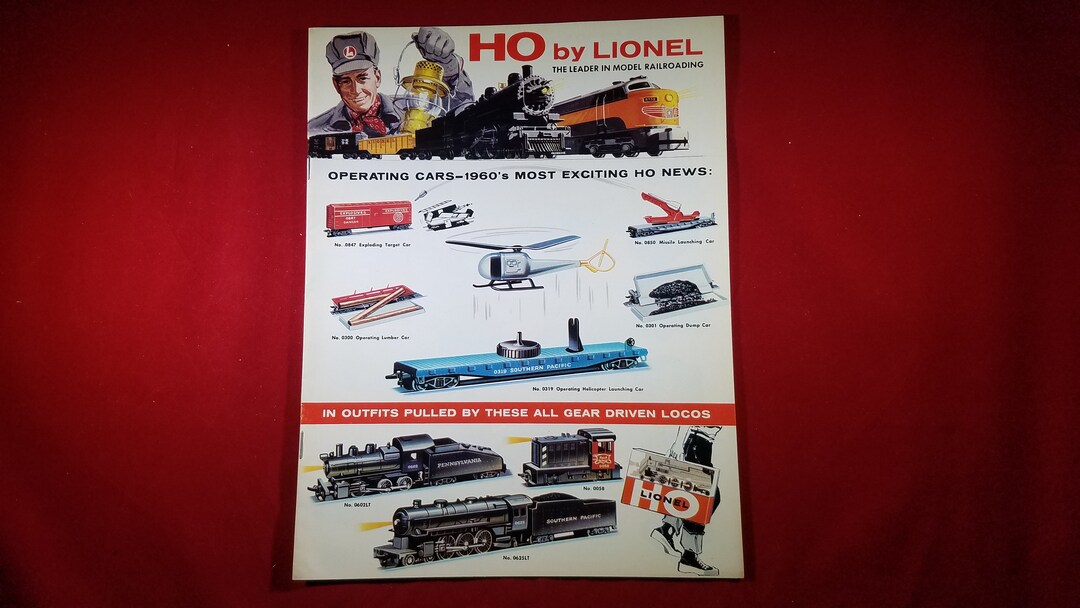 HO by LIONEL
THE LEADER IN MODEL RAILROADING
OPERATING CARS—1960's MOST EXCITING HO NEWS:
EXPLOSIVES
DANGER
No. 0847 Exploding Target Car
No. 0850 Missile Launching Car
No. 0300 Operating Lumber Car
No. 0301 Operating Dump Car
0319 SOUTHERN PACIFIC
No. 0319 Operating Helicopter Launching Car
IN OUTFITS PULLED BY THESE ALL GEAR DRIVEN LOCOS
PENNSYLVANIA
No. 0602LT
No. 0058
LIONEL
HO
SOUTHERN PACIFIC
No. 0625LT